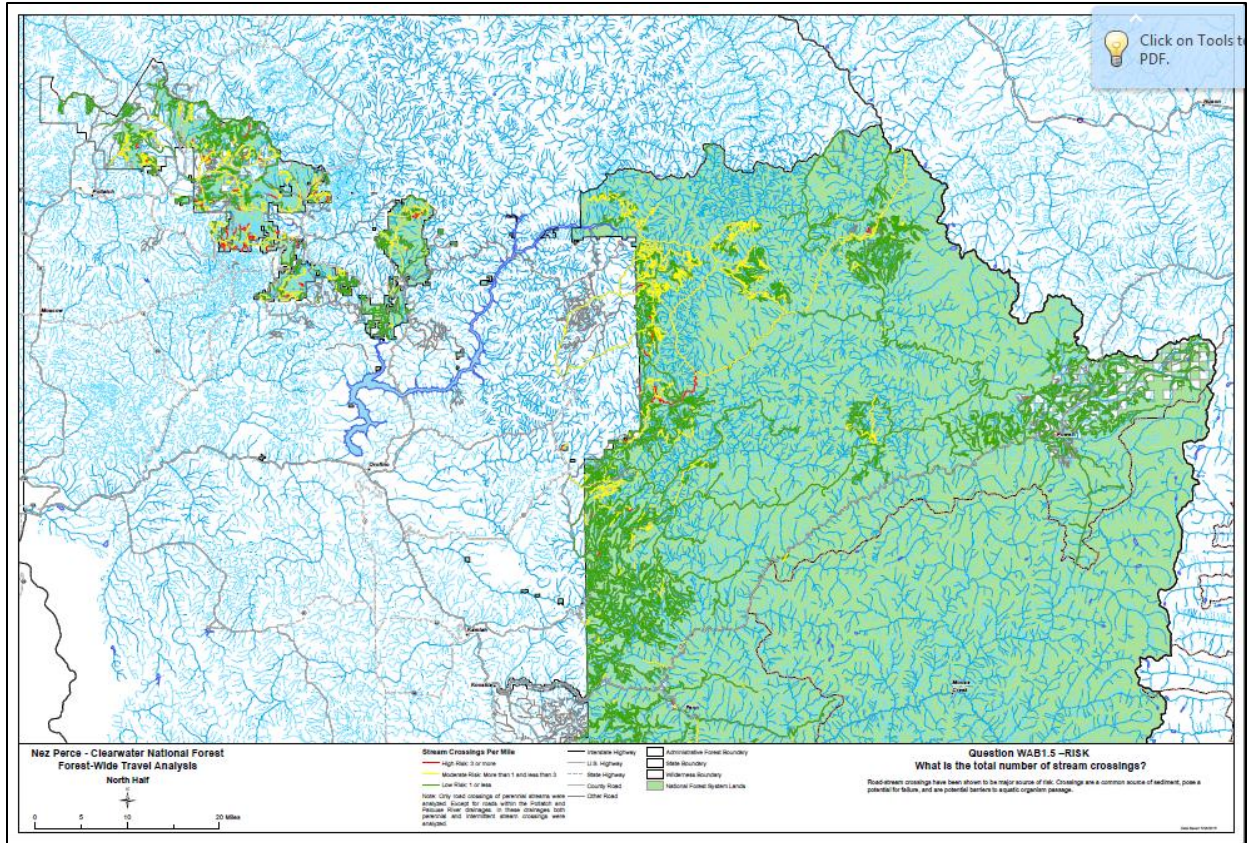 Click on Tools to
PDF.
Potlatch
Moscow
Orofino
Kamiah
Kooskia
Powell
Moose
Creek
Nez Perce - Clearwater National Forest
Forest-Wide Travel Analysis
North Half
0 5 10 20 Miles
Stream Crossings Per Mile
High Risk: 3 or more
Moderate Risk: More than 1 and less than 3
Low Risk: 1 or less
Note: Only road crossings of perennial streams were
analyzed. Except for roads within the Potlatch and
Palouse River drainages. In these drainages both
perennial and intermittent stream crossings were
analyzed.
Interstate Highway
U.S. Highway
State Highway
County Road
Other Road
Administrative Forest Boundary
State Boundary
Wilderness Boundary
National Forest System Lands
Question WAB1.5 –RISK
What is the total number of stream crossings?
Road-stream crossings have been shown to be major source of risk. Crossings are a common source of sediment, pose a
potential for failure, and are potential barriers to aquatic organism passage.